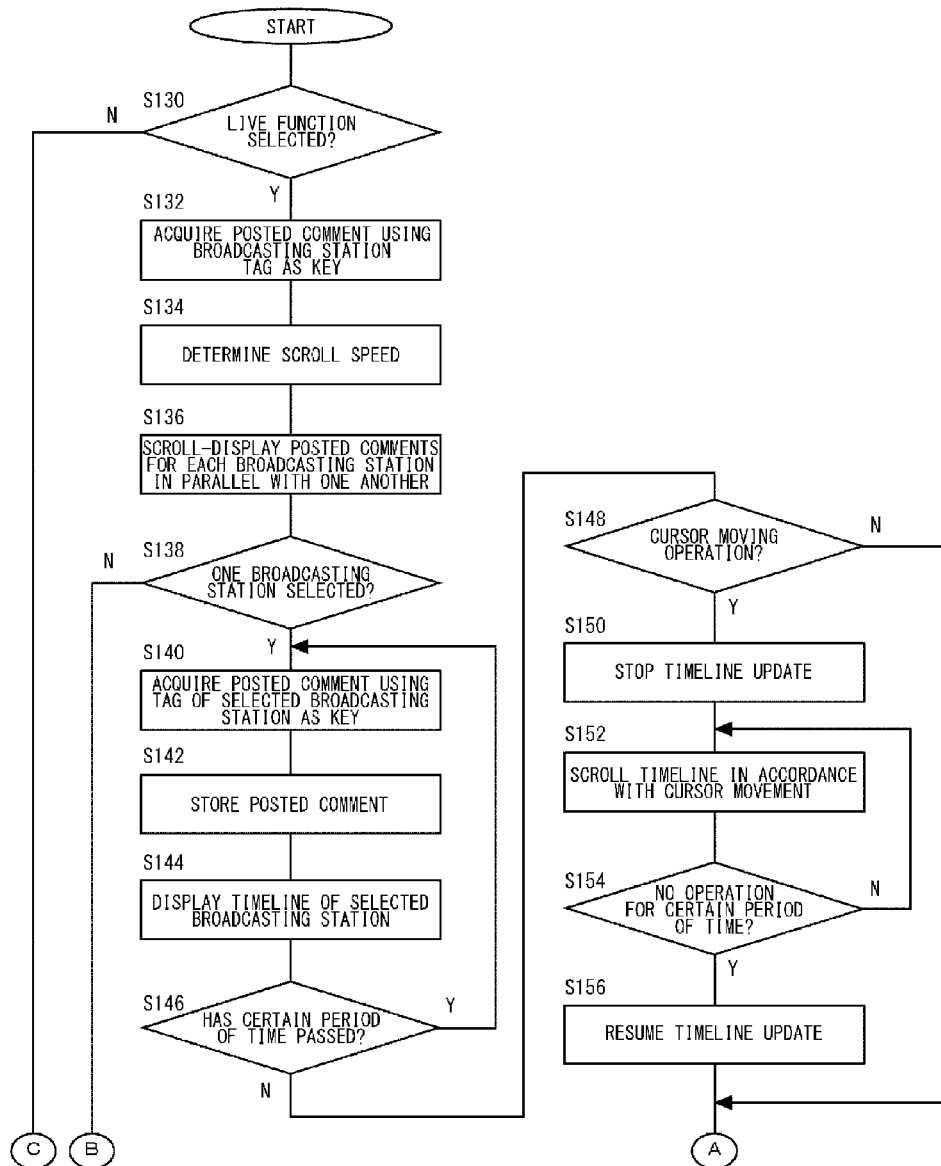 START
S130
N
LIVE FUNCTION
SELECTED?
Y
S132
ACQUIRE POSTED COMMENT USING
BROADCASTING STATION
TAG AS KEY
S134
DETERMINE SCROLL SPEED
S136
SCROLL-DISPLAY POSTED COMMENTS
FOR EACH BROADCASTING STATION
IN PARALLEL WITH ONE ANOTHER
S138
N
ONE BROADCASTING
STATION SELECTED?
Y
S140
ACQUIRE POSTED COMMENT USING
TAG OF SELECTED BROADCASTING
STATION AS KEY
S142
STORE POSTED COMMENT
S144
DISPLAY TIMELINE OF SELECTED
BROADCASTING STATION
S146
HAS CERTAIN PERIOD
OF TIME PASSED?
Y
N
S148
CURSOR MOVING
OPERATION?
N
Y
S150
STOP TIMELINE UPDATE
S152
SCROLL TIMELINE IN ACCORDANCE
WITH CURSOR MOVEMENT
S154
NO OPERATION
FOR CERTAIN PERIOD
OF TIME?
N
Y
S156
RESUME TIMELINE UPDATE
C
B
A